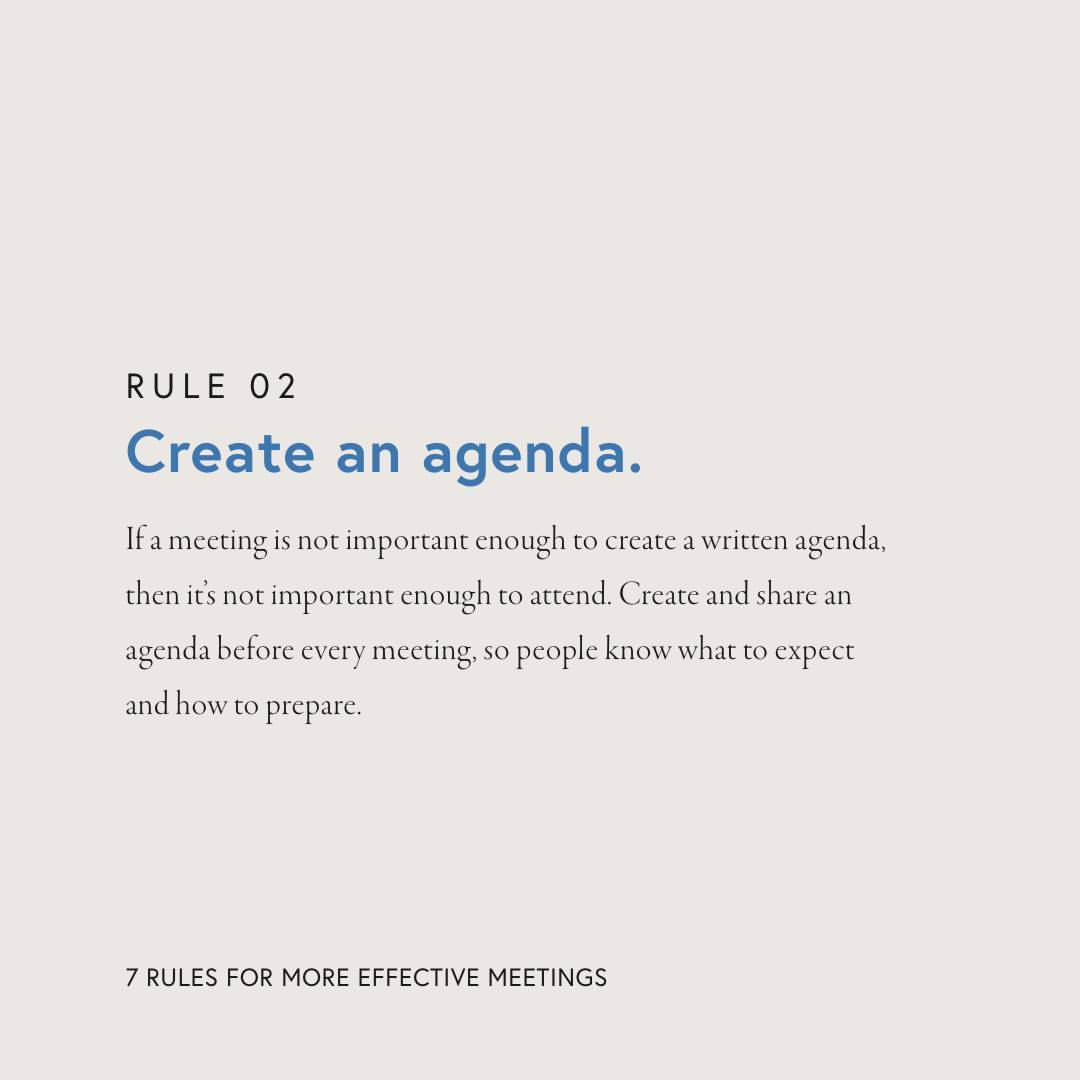 RULE 02
Create an agenda.
If a meeting is not important enough to create a written agenda,
then it’s not important enough to attend. Create and share an
agenda before every meeting, so people know what to expect
and how to prepare.
7 RULES FOR MORE EFFECTIVE MEETINGS